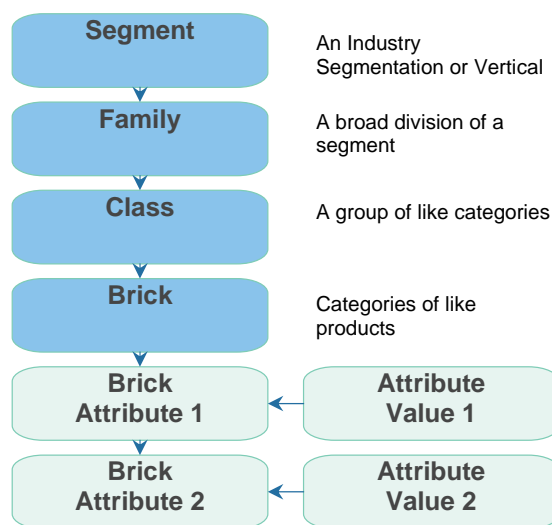 Segment
An Industry
Segmentation or Vertical
Family
A broad division of a
segment
Class
A group of like categories
Brick
Categories of like
products
Brick
Attribute 1
Attribute
Value 1
Brick
Attribute 2
Attribute
Value 2